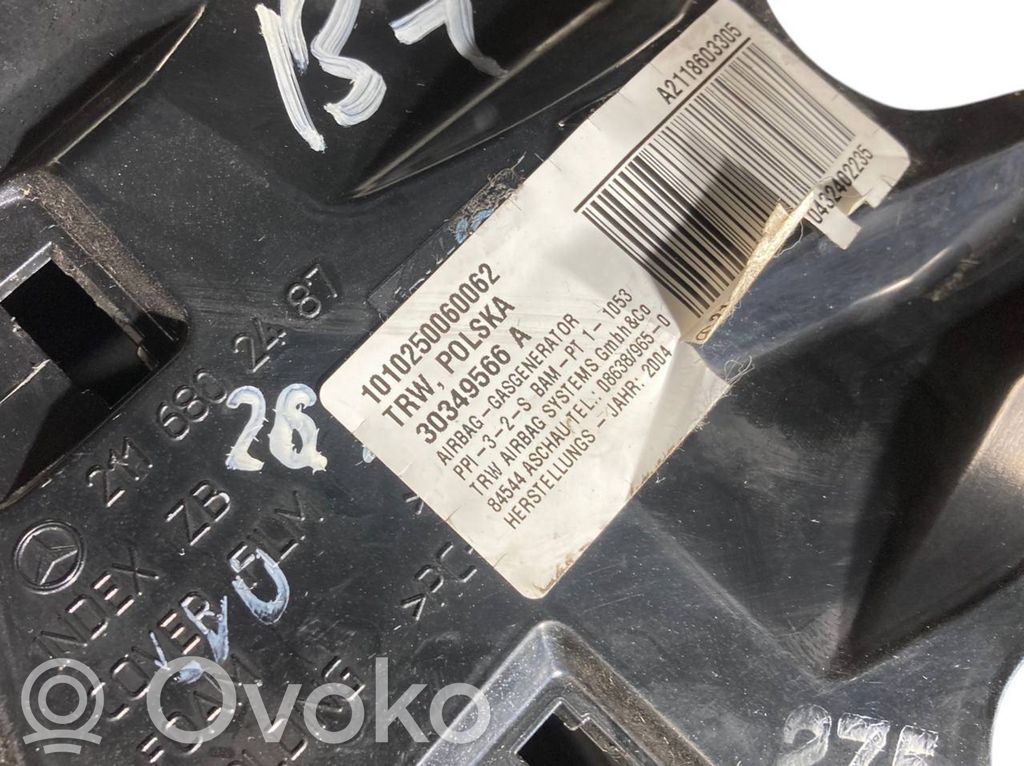 A2118603305
0432402235
1010250060062
TRW, POLSKA
30349566 A
AIRBAG-GASGENERATOR
PPI-3-2-S BAM-PT 1-1053
TRW AIRBAG SYSTEMS Gmbh&Co
84544 ASCHAU TEL: 08638/965-0
HERSTELLUNGS-JAHR: 2004
211 680 24 87
INDEX ZB
COVER 5LM
26
Ovoko